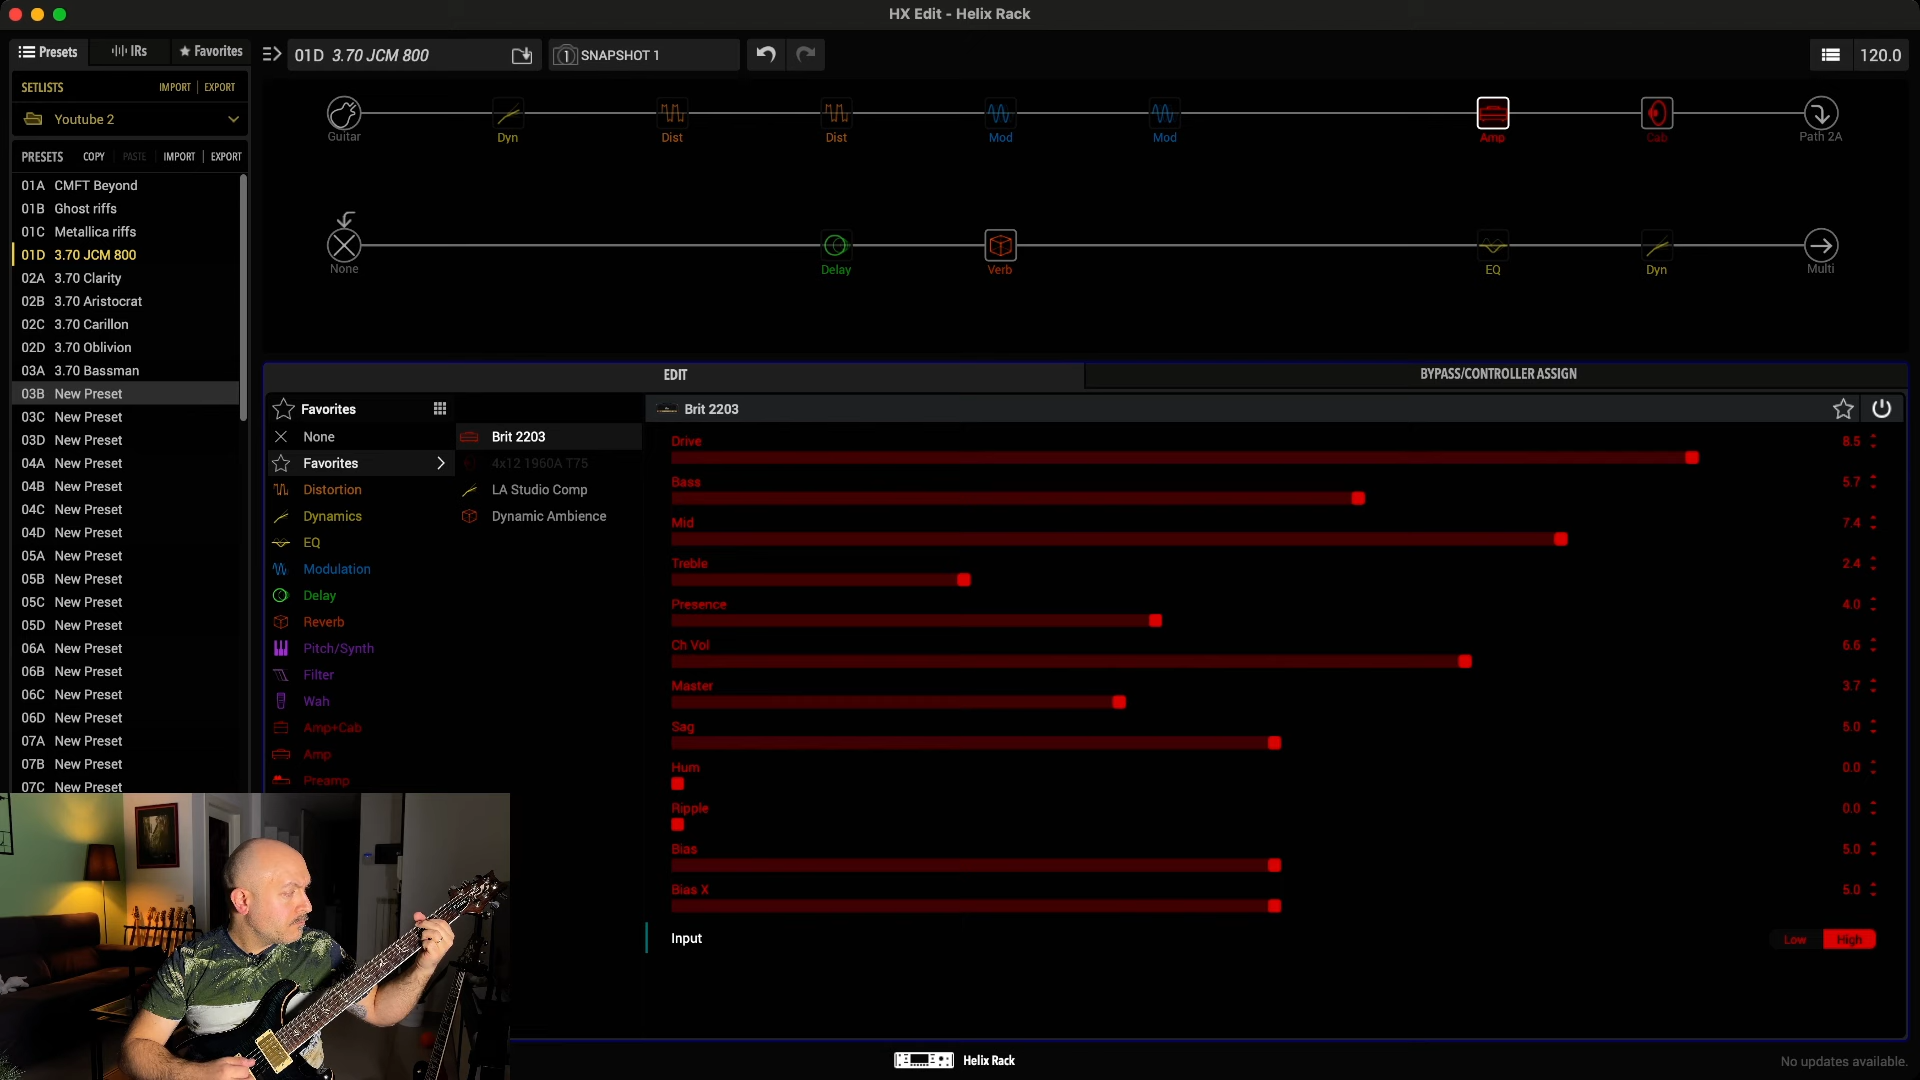 HX Edit - Helix Rack
Presets IRs Favorites
01D 3.70 JCM 800
1 SNAPSHOT 1
120.0
SETLISTS IMPORT | EXPORT
Youtube 2
PRESETS COPY PASTE IMPORT | EXPORT
01A CMFT Beyond
01B Ghost riffs
01C Metallica riffs
01D 3.70 JCM 800
02A 3.70 Clarity
02B 3.70 Aristocrat
02C 3.70 Carillon
02D 3.70 Oblivion
03A 3.70 Bassman
03B New Preset
03C New Preset
03D New Preset
04A New Preset
04B New Preset
04C New Preset
04D New Preset
05A New Preset
05B New Preset
05C New Preset
05D New Preset
06A New Preset
06B New Preset
06C New Preset
06D New Preset
07A New Preset
07B New Preset
07C New Preset
Guitar Dyn Dist Dist Mod Mod Amp Cab Path 2A
None Delay Verb EQ Dyn Multi
EDIT
BYPASS/CONTROLLER ASSIGN
Favorites
None
Favorites
Distortion
Dynamics
EQ
Modulation
Delay
Reverb
Pitch/Synth
Filter
Wah
Amp+Cab
Amp
Preamp
Brit 2203
4x12 1960A T75
LA Studio Comp
Dynamic Ambience
Brit 2203
Drive 8.5
Bass 5.7
Mid 7.4
Treble 2.4
Presence 4.0
Ch Vol 6.6
Master 3.7
Sag 5.0
Hum 0.0
Ripple 0.0
Bias 5.0
Bias X 5.0
Input Low High
Helix Rack
No updates available.